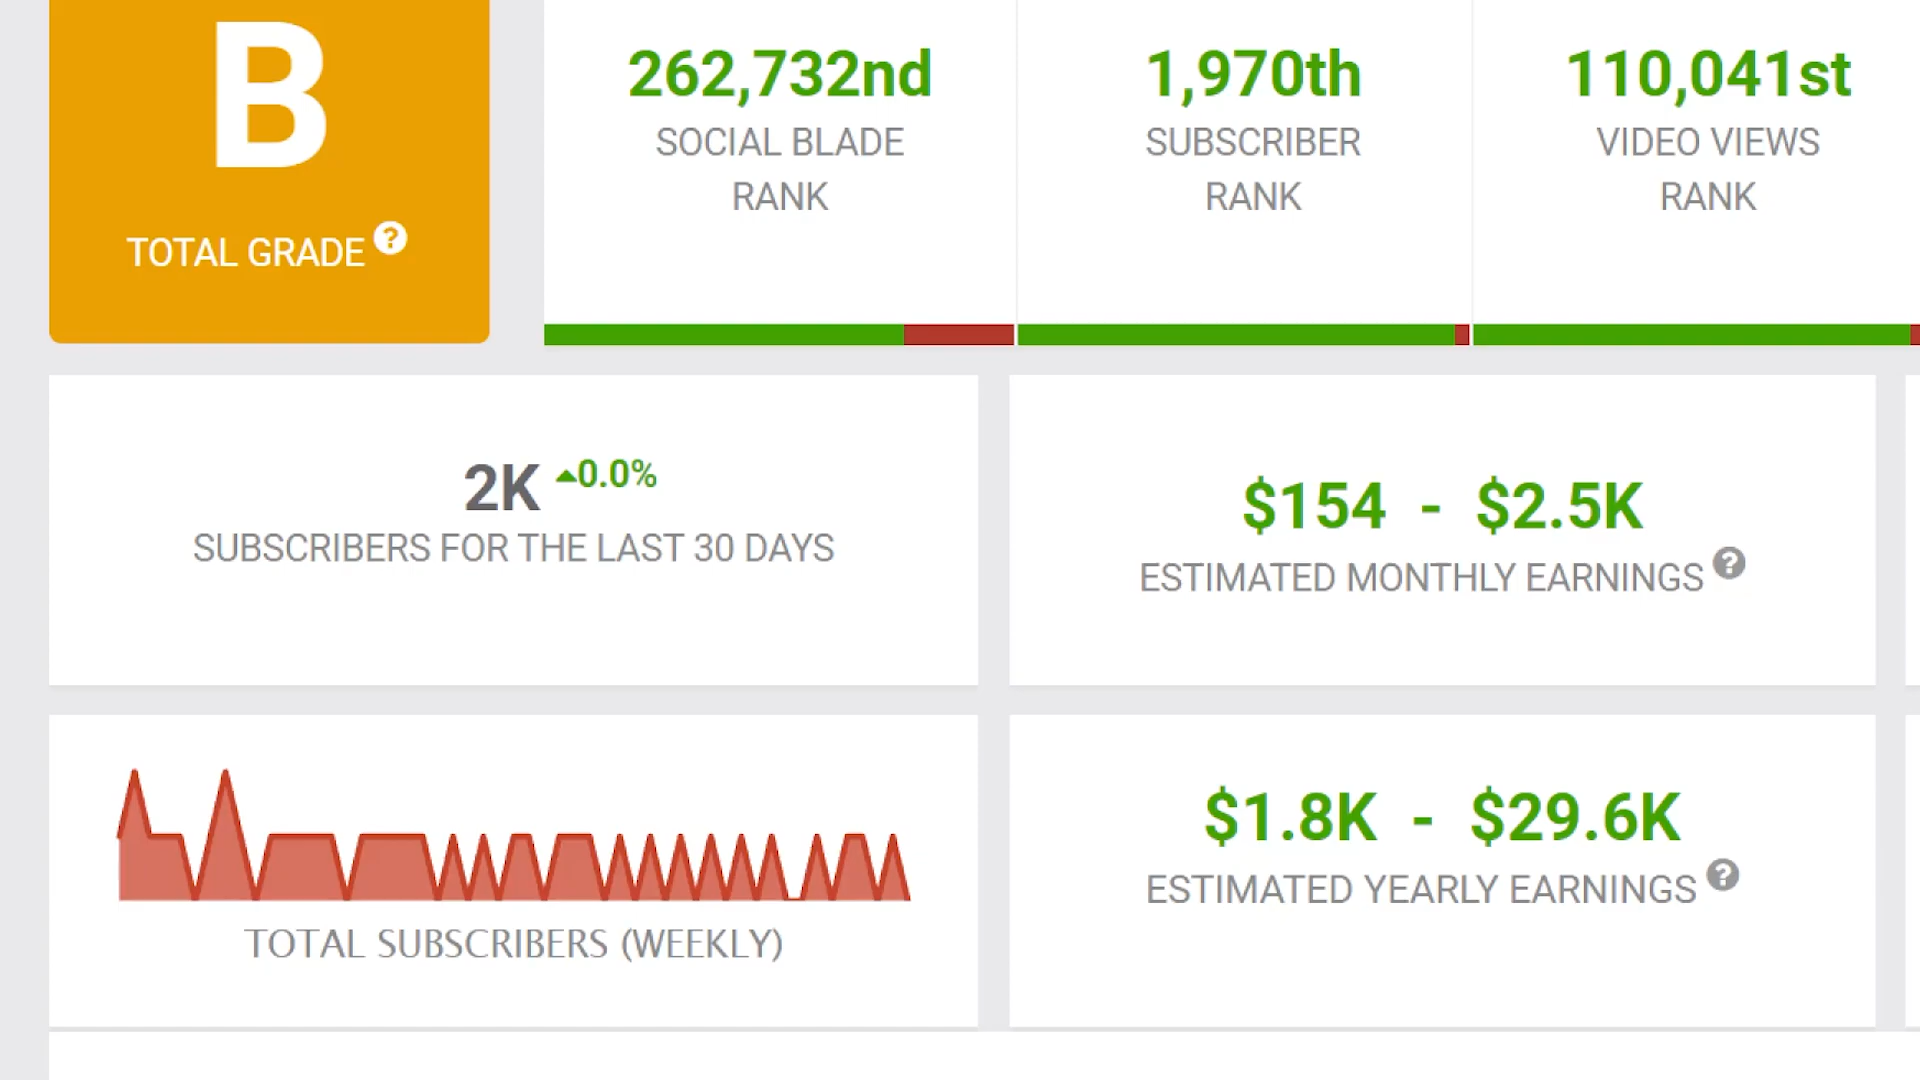 B
TOTAL GRADE ?
262,732nd
SOCIAL BLADE
RANK
1,970th
SUBSCRIBER
RANK
110,041st
VIDEO VIEWS
RANK
2K 0.0%
SUBSCRIBERS FOR THE LAST 30 DAYS
$154 - $2.5K
ESTIMATED MONTHLY EARNINGS ?
TOTAL SUBSCRIBERS (WEEKLY)
$1.8K - $29.6K
ESTIMATED YEARLY EARNINGS ?